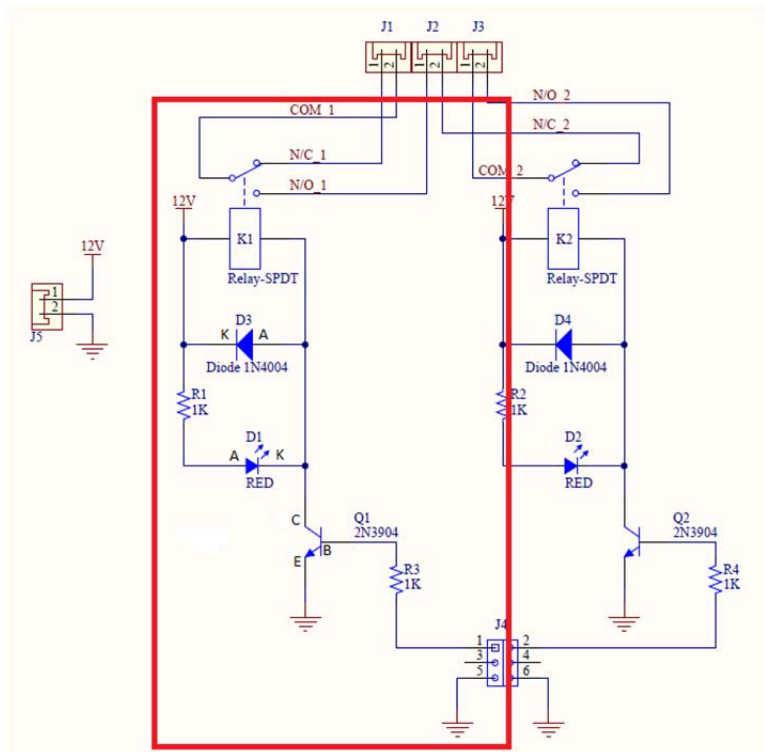 J1 J2 J3
1 2 1 2 1 2
COM_1
N/O_2
N/C_1
N/C_2
N/O_1
COM_2
12V
12V
K1
K2
Relay-SPDT
Relay-SPDT
12V
1
2
J5
D3
K A
Diode 1N4004
D4
Diode 1N4004
R1
1K
R2
1K
D1
A K
RED
D2
RED
C
B
E
Q1
2N3904
Q2
2N3904
R3
1K
R4
1K
J4
1 2
3 4
5 6